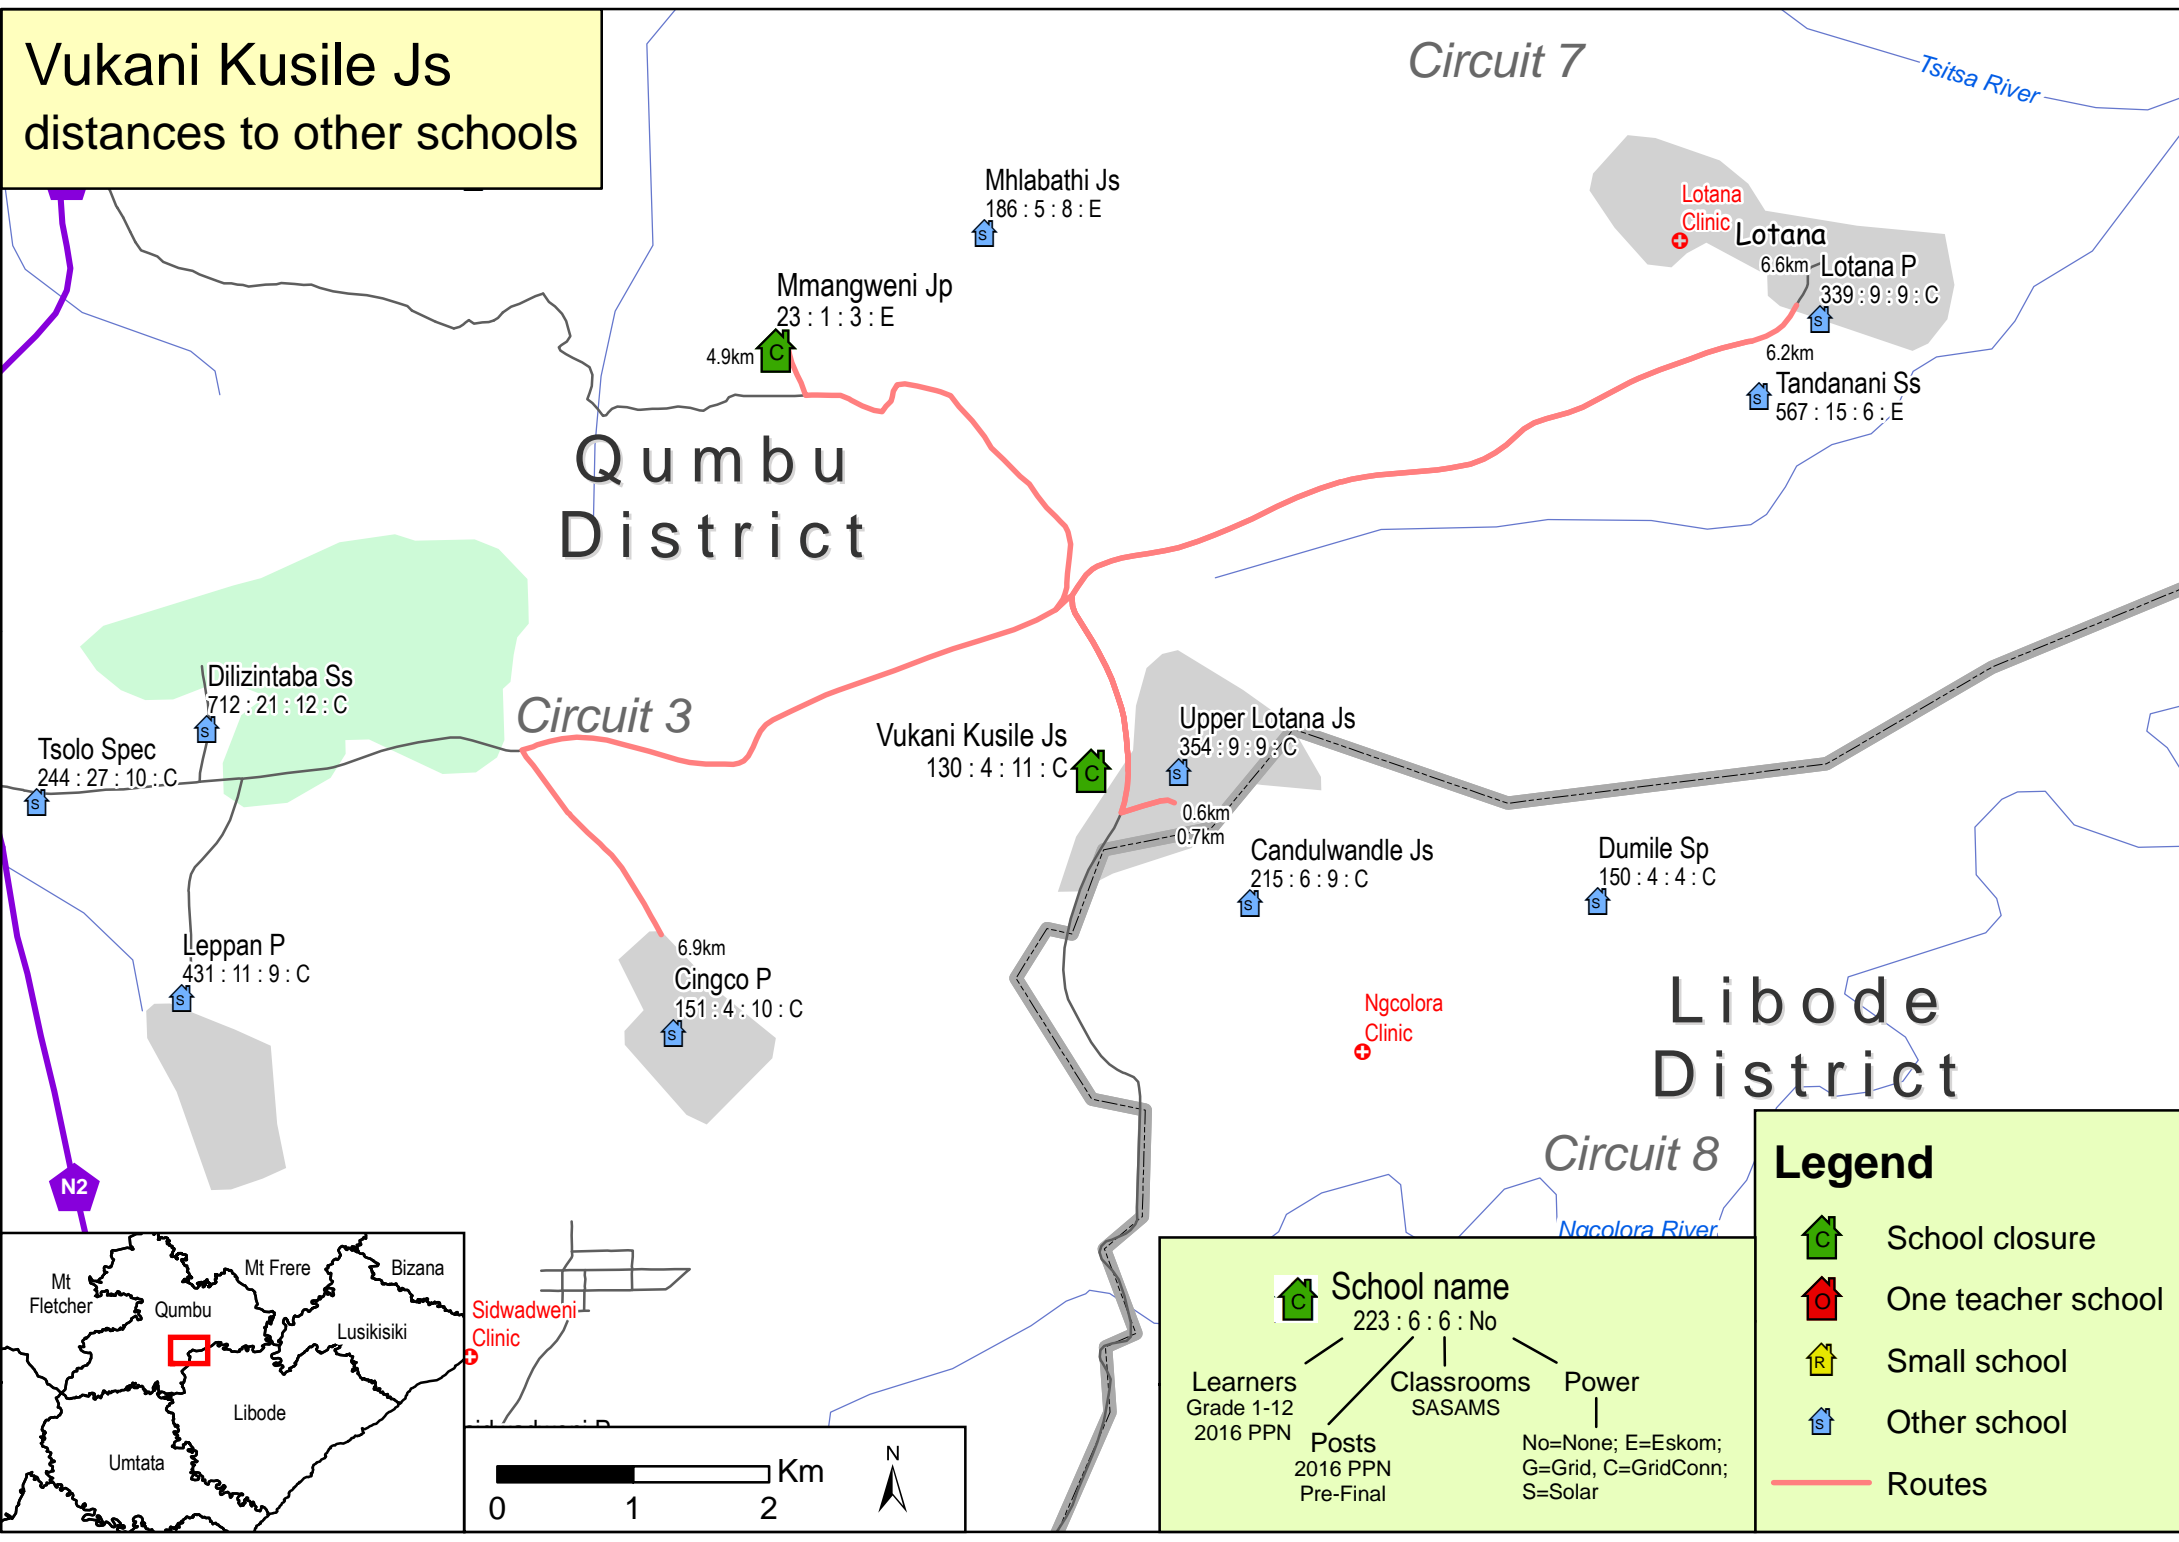 Vukani Kusile Js
distances to other schools
Circuit 7
Tsitsa River
Mhlabathi Js
186 : 5 : 8 : E
S
Lotana
Clinic
Lotana
6.6km
Lotana P
339 : 9 : 9 : C
S
Mmangweni Jp
23 : 1 : 3 : E
4.9km
C
6.2km
Tandanani Ss
567 : 15 : 6 : E
S
Qumbu
District
Dilizintaba Ss
712 : 21 : 12 : C
S
Circuit 3
Tsolo Spec
244 : 27 : 10 : C
S
Vukani Kusile Js
130 : 4 : 11 : C
C
Upper Lotana Js
354 : 9 : 9 : C
S
0.6km
0.7km
Candulwandle Js
215 : 6 : 9 : C
S
Dumile Sp
150 : 4 : 4 : C
S
Leppan P
431 : 11 : 9 : C
S
6.9km
Cingco P
151 : 4 : 10 : C
S
Ngcolora
Clinic
Libode
District
Circuit 8
Ngcolora River
N2
Sidwadweni
Clinic
Mt
Fletcher
Mt Frere
Bizana
Qumbu
Lusikisiki
Libode
Umtata
0 1 2 Km
N
C
School name
223 : 6 : 6 : No
Learners
Grade 1-12
2016 PPN
Posts
2016 PPN
Pre-Final
Classrooms
SASAMS
Power
No=None; E=Eskom;
G=Grid, C=GridConn;
S=Solar
Legend
C School closure
O One teacher school
R Small school
S Other school
Routes